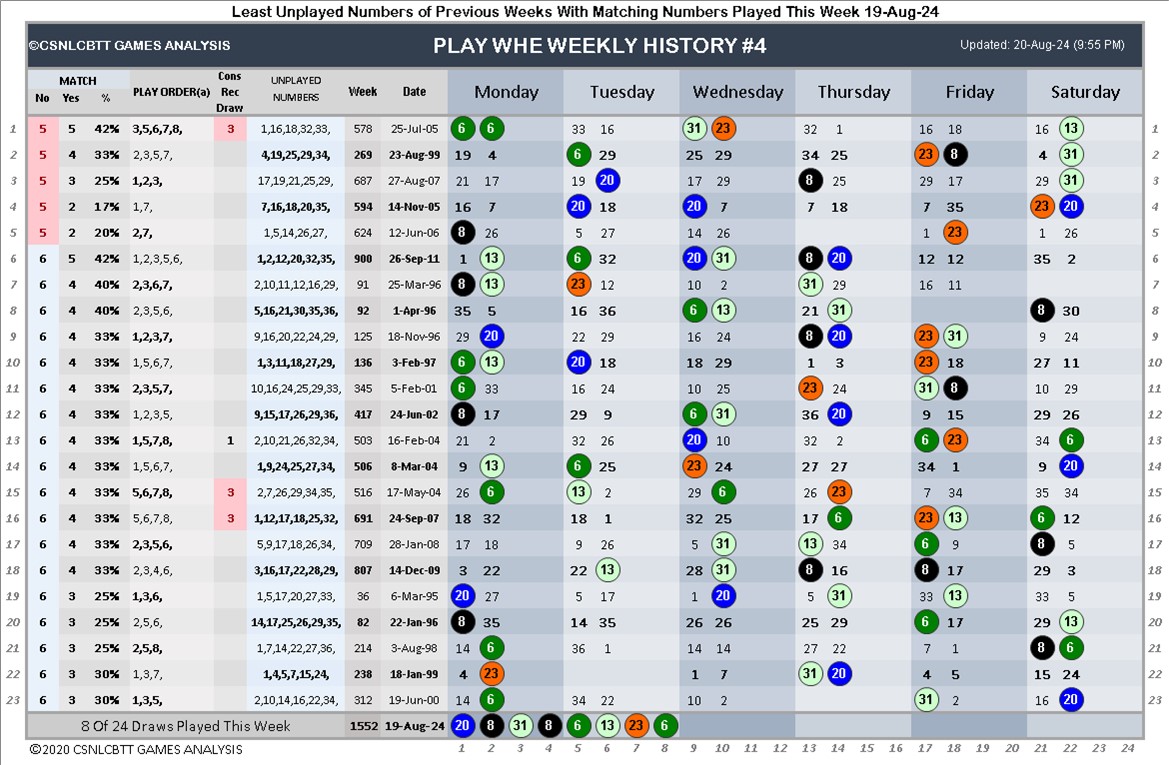 Least Unplayed Numbers of Previous Weeks With Matching Numbers Played This Week 19-Aug-24
©CSNLCBTT GAMES ANALYSIS PLAY WHE WEEKLY HISTORY #4 Updated: 20-Aug-24 (9:55 PM)
MATCH PLAY ORDER(a) Cons Rec Draw UNPLAYED NUMBERS Week Date Monday Tuesday Wednesday Thursday Friday Saturday
No Yes %
1 5 5 42% 3,5,6,7,8, 3 1,16,18,32,33, 578 25-Jul-05 6 6 33 16 31 23 32 1 16 18 16 13 1
2 5 4 33% 2,3,5,7, 4,19,25,29,34, 269 23-Aug-99 19 4 6 29 25 29 34 25 23 8 4 31 2
3 5 3 25% 1,2,3, 17,19,21,25,29, 687 27-Aug-07 21 17 19 20 17 29 8 25 29 17 29 31 3
4 5 2 17% 1,7, 7,16,18,20,35, 594 14-Nov-05 16 7 20 18 20 7 7 18 7 35 23 20 4
5 5 2 20% 2,7, 1,5,14,26,27, 624 12-Jun-06 8 26 5 27 14 26 1 23 1 26 5
6 6 5 42% 1,2,3,5,6, 1,2,12,20,32,35, 900 26-Sep-11 1 13 6 32 20 31 8 20 12 12 35 2 6
7 6 4 40% 2,3,6,7, 2,10,11,12,16,29, 91 25-Mar-96 8 13 23 12 10 2 31 29 16 11 7
8 6 4 40% 2,3,5,6, 5,16,21,30,35,36, 92 1-Apr-96 35 5 16 36 6 13 21 31 8 30 8
9 6 4 33% 1,2,3,7, 9,16,20,22,24,29, 125 18-Nov-96 29 20 22 29 16 24 8 20 23 31 9 24 9
10 6 4 33% 1,5,6,7, 1,3,11,18,27,29, 136 3-Feb-97 6 13 20 18 18 29 1 3 23 18 27 11 10
11 6 4 33% 2,3,5,7, 10,16,24,25,29,33, 345 5-Feb-01 6 33 16 24 10 25 23 24 31 8 10 29 11
12 6 4 33% 1,2,3,5, 9,15,17,26,29,36, 417 24-Jun-02 8 17 29 9 6 31 36 20 9 15 29 26 12
13 6 4 33% 1,5,7,8, 1 2,10,21,26,32,34, 503 16-Feb-04 21 2 32 26 20 10 32 2 6 23 34 6 13
14 6 4 33% 1,5,6,7, 1,9,24,25,27,34, 506 8-Mar-04 9 13 6 25 23 24 27 27 34 1 9 20 14
15 6 4 33% 5,6,7,8, 3 2,7,26,29,34,35, 516 17-May-04 26 6 13 2 29 6 26 23 7 34 35 34 15
16 6 4 33% 5,6,7,8, 3 1,12,17,18,25,32, 691 24-Sep-07 18 32 18 1 32 25 17 6 23 13 6 12 16
17 6 4 33% 2,3,5,6, 5,9,17,18,26,34, 709 28-Jan-08 17 18 9 26 5 31 13 34 6 9 8 5 17
18 6 4 33% 2,3,4,6, 3,16,17,22,28,29, 807 14-Dec-09 3 22 22 13 28 31 8 16 8 17 29 3 18
19 6 3 25% 1,3,6, 1,5,17,20,27,33, 36 6-Mar-95 20 27 5 17 1 20 5 31 33 13 33 5 19
20 6 3 25% 2,5,6, 14,17,25,26,29,35, 82 22-Jan-96 8 35 14 35 26 26 25 29 6 17 29 13 20
21 6 3 25% 2,5,8, 1,7,14,22,27,36, 214 3-Aug-98 14 6 36 1 14 14 27 22 7 1 8 6 21
22 6 3 30% 1,3,7, 1,4,5,7,15,24, 238 18-Jan-99 4 23 1 7 31 20 4 5 15 24 22
23 6 3 30% 1,3,5, 2,10,14,16,22,34, 312 19-Jun-00 14 6 34 22 10 2 31 2 16 20 23
8 Of 24 Draws Played This Week 1552 19-Aug-24 20 8 31 8 6 13 23 8
©2020 CSNLCBTT GAMES ANALYSIS 1 2 3 4 5 6 7 8 9 10 11 12 13 14 15 16 17 18 19 20 21 22 23 24